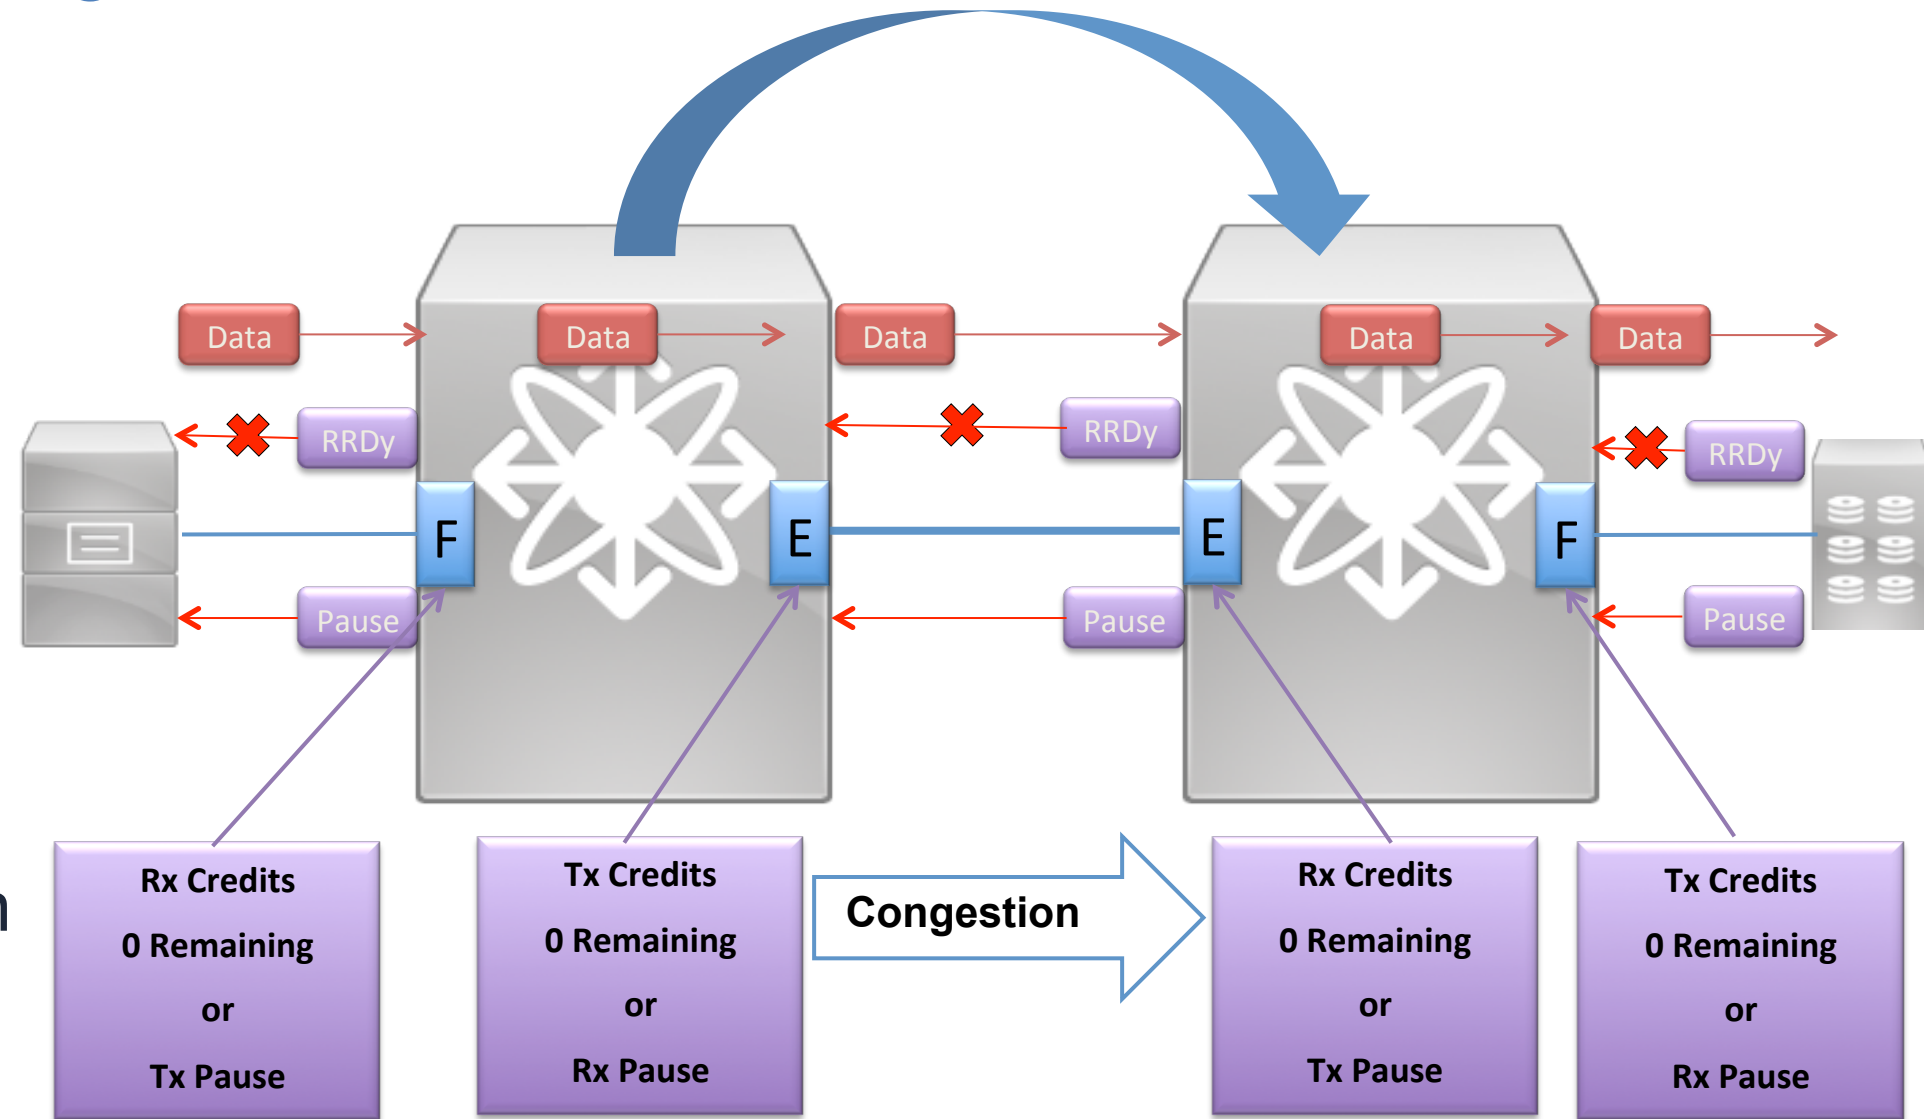 Data
Data
Data
Data
Data
RRDy
RRDy
RRDy
F
E
E
F
Pause
Pause
Pause
Rx Credits
0 Remaining
or
Tx Pause
Tx Credits
0 Remaining
or
Rx Pause
Congestion
Rx Credits
0 Remaining
or
Tx Pause
Tx Credits
0 Remaining
or
Rx Pause